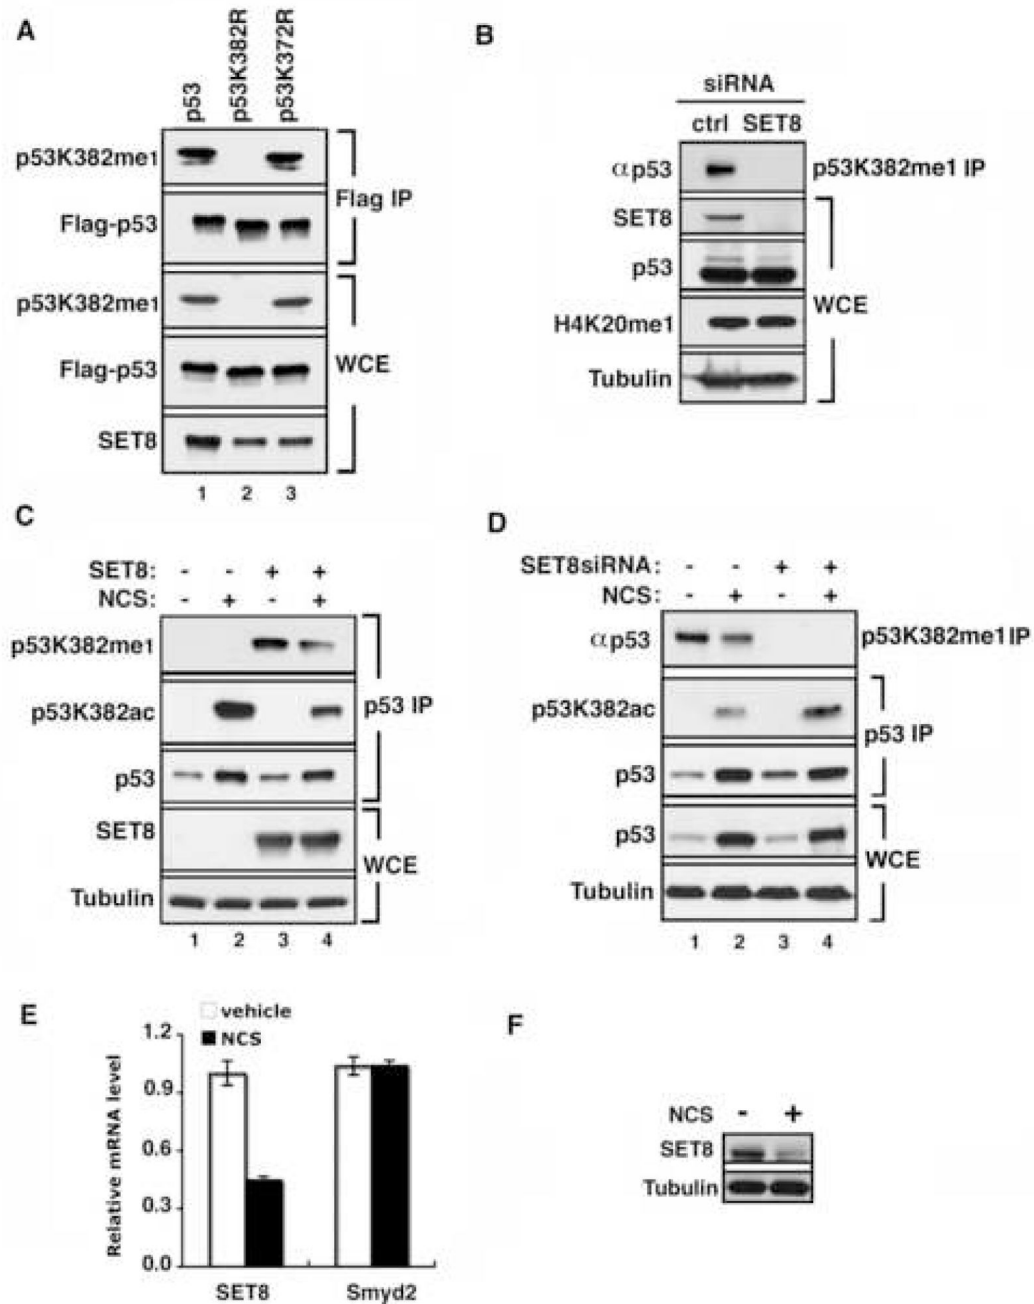 A
p53
p53K382R
p53K372R
p53K382me1
Flag-p53
Flag IP
p53K382me1
Flag-p53
SET8
WCE
1 2 3
B
siRNA
ctrl SET8
αp53
p53K382me1 IP
SET8
p53
H4K20me1
Tubulin
WCE
C
SET8: - - + +
NCS: - + - +
p53K382me1
p53K382ac
p53
p53 IP
SET8
Tubulin
WCE
1 2 3 4
D
SET8siRNA: - - + +
NCS: - + - +
αp53
p53K382me1IP
p53K382ac
p53
p53 IP
p53
Tubulin
WCE
1 2 3 4
E
vehicle
NCS
Relative mRNA level
1.2
0.9
0.6
0.3
0.0
SET8 Smyd2
F
NCS - +
SET8
Tubulin